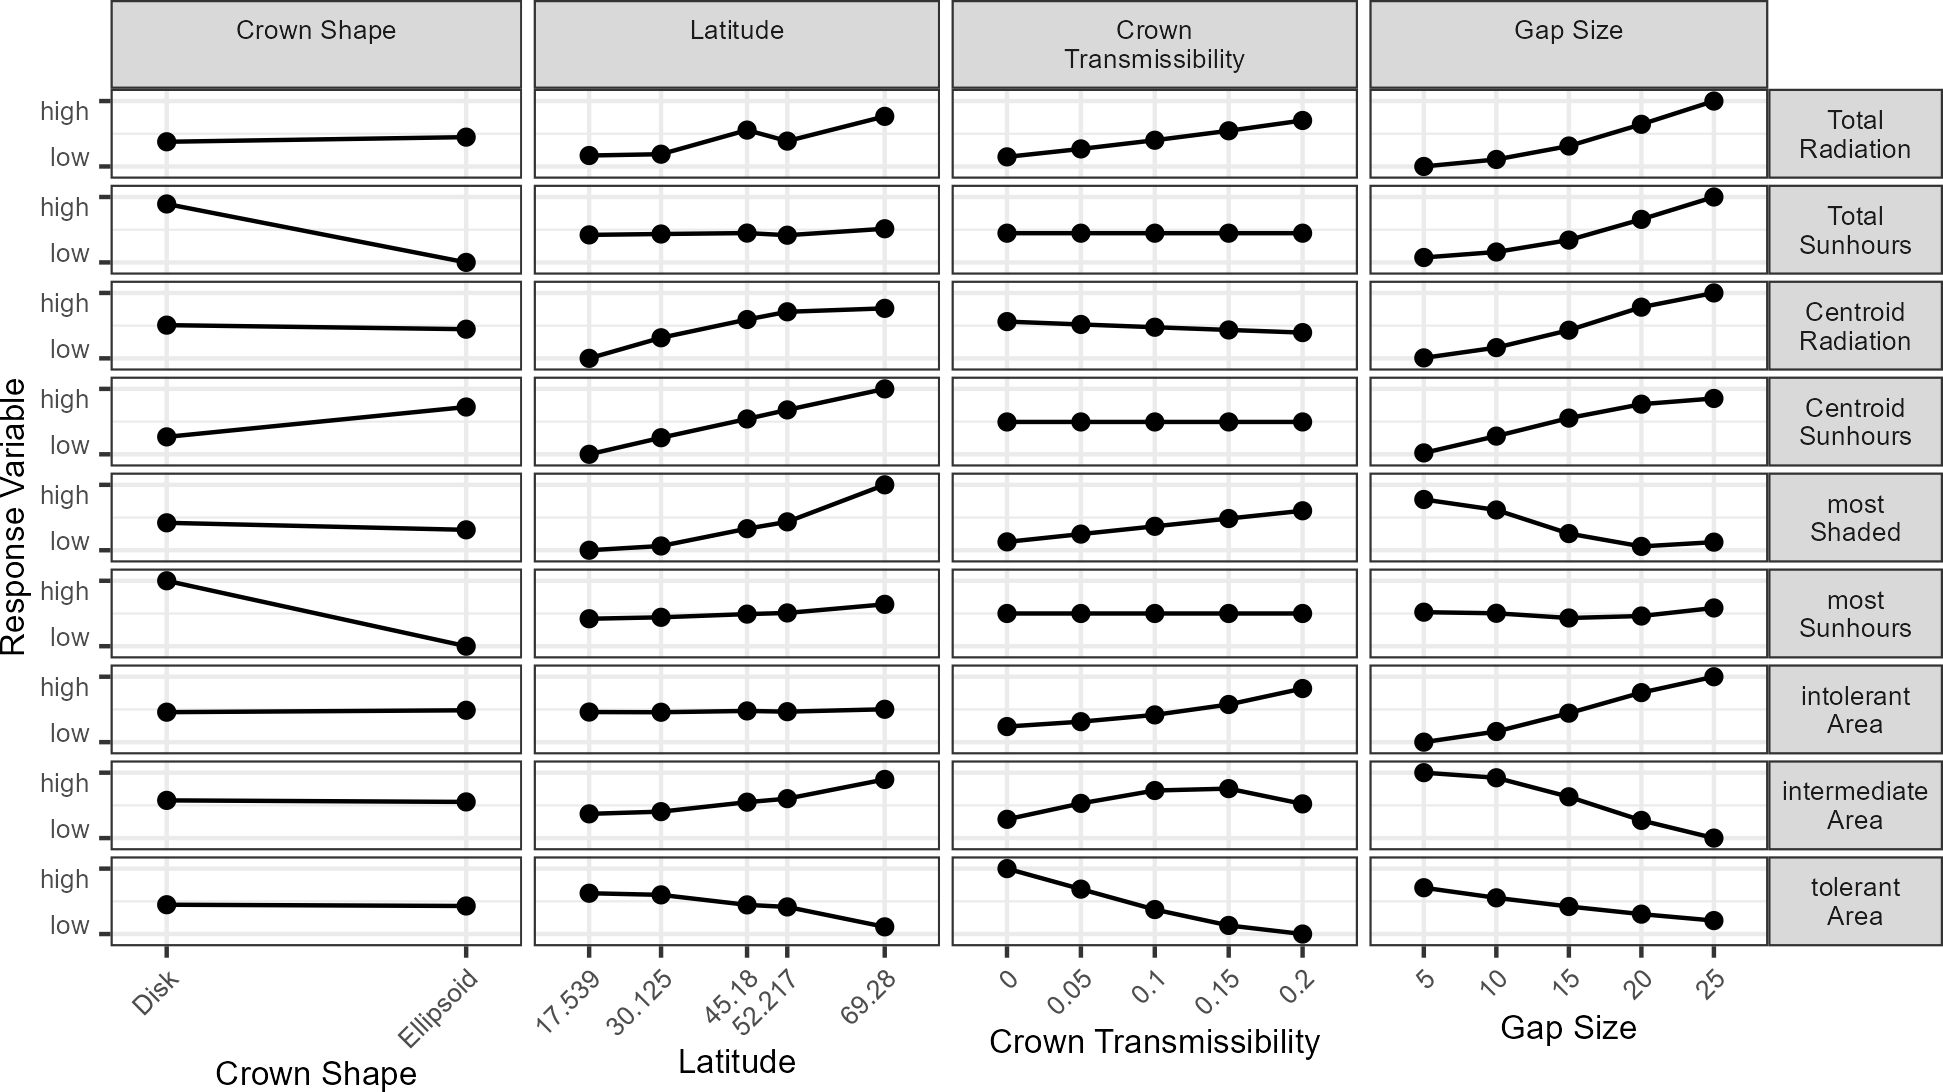 Crown Shape
Latitude
Crown
Transmissibility
Gap Size
Response Variable
high
low
Total
Radiation
high
low
Total
Sunhours
high
low
Centroid
Radiation
high
low
Centroid
Sunhours
high
low
most
Shaded
high
low
most
Sunhours
high
low
intolerant
Area
high
low
intermediate
Area
high
low
tolerant
Area
Disk
Ellipsoid
Crown Shape
17.539
30.125
45.18
52.217
69.28
Latitude
0
0.05
0.1
0.15
0.2
Crown Transmissibility
5
10
15
20
25
Gap Size